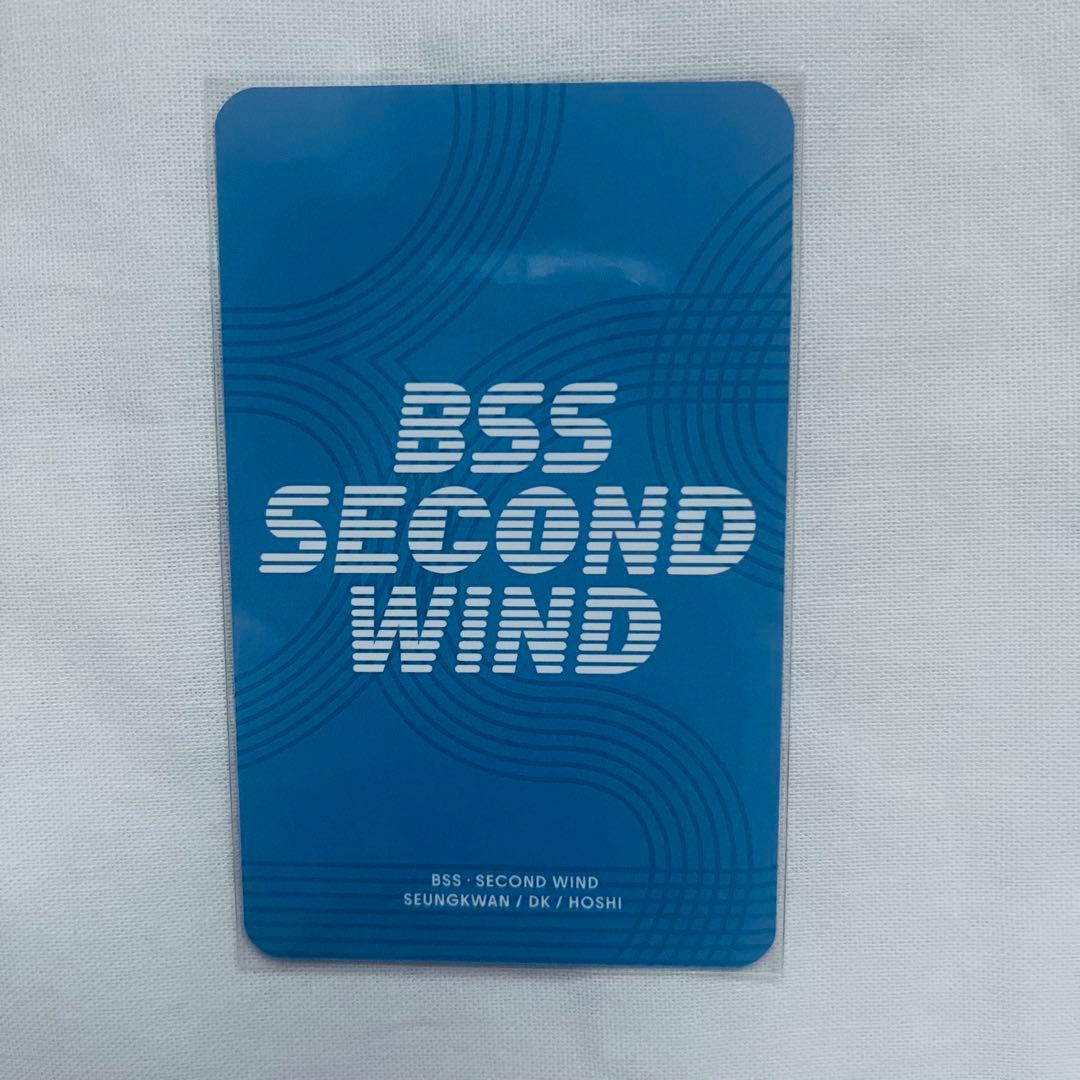 BSS
SECOND
WIND
BSS · SECOND WIND
SEUNGKWAN / DK / HOSHI